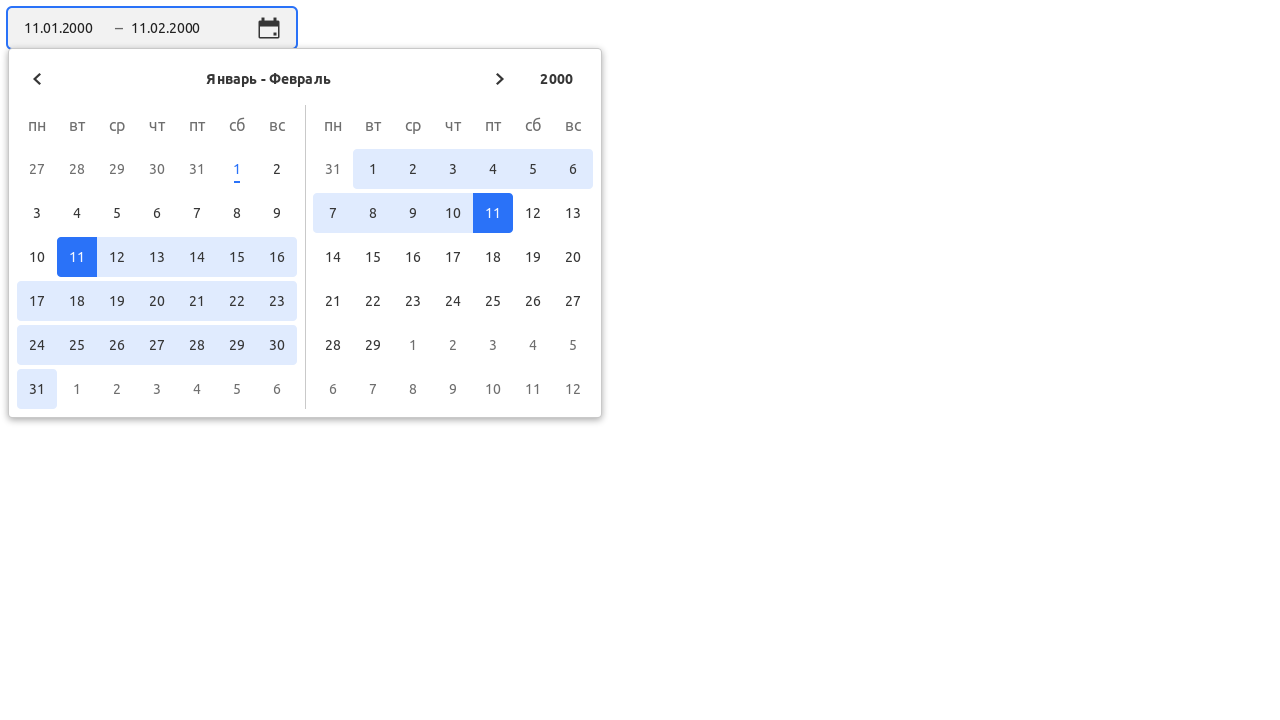 11.01.2000 – 11.02.2000
Январь - Февраль 2000
пн вт ср чт пт сб вс
27 28 29 30 31 1 2
3 4 5 6 7 8 9
10 11 12 13 14 15 16
17 18 19 20 21 22 23
24 25 26 27 28 29 30
31 1 2 3 4 5 6
пн вт ср чт пт сб вс
31 1 2 3 4 5 6
7 8 9 10 11 12 13
14 15 16 17 18 19 20
21 22 23 24 25 26 27
28 29 1 2 3 4 5
6 7 8 9 10 11 12